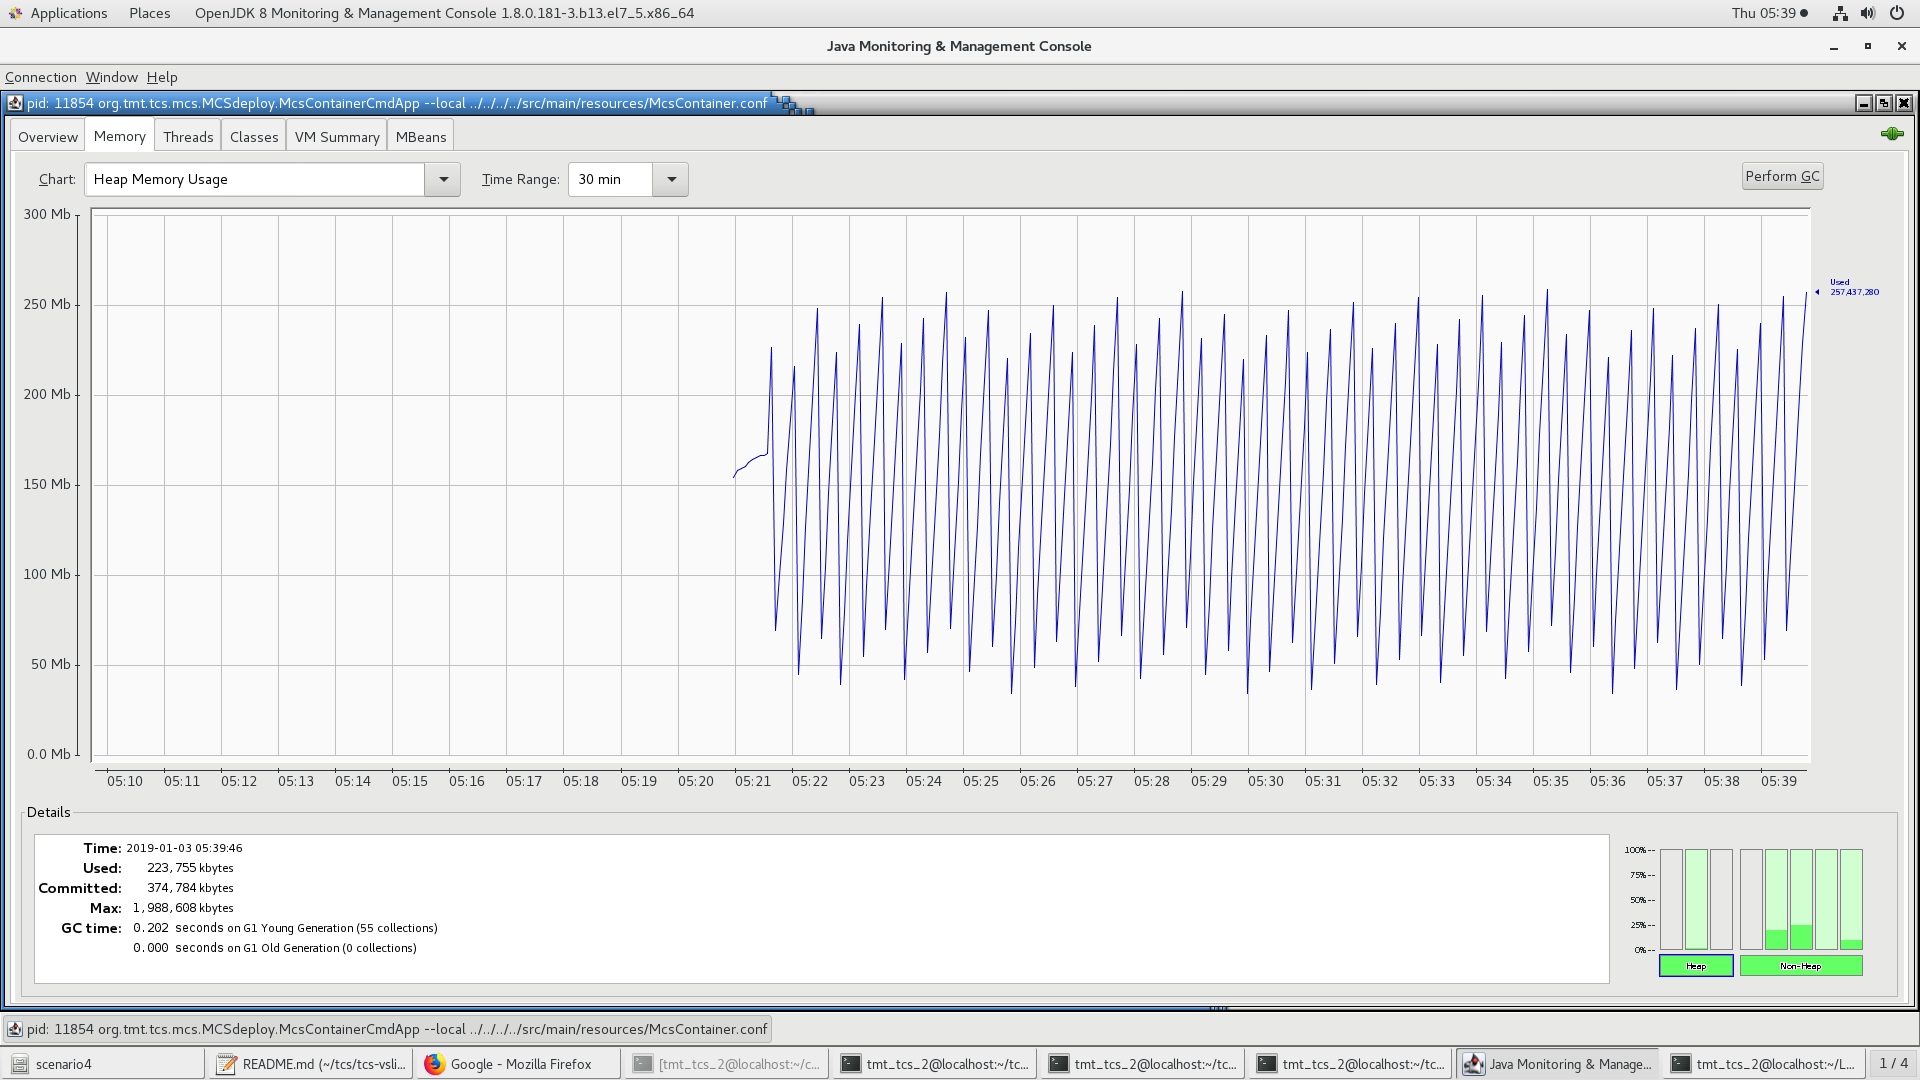 Applications Places OpenJDK 8 Monitoring & Management Console 1.8.0.181-3.b13.el7_5.x86_64 Thu 05:39
Java Monitoring & Management Console
Connection Window Help
pid: 11854 org.tmt.tcs.mcs.MCSdeploy.McsContainerCmdApp --local ../../../../src/main/resources/McsContainer.conf
Overview Memory Threads Classes VM Summary MBeans
Chart: Heap Memory Usage Time Range: 30 min Perform GC
300 Mb
250 Mb
200 Mb
150 Mb
100 Mb
50 Mb
0.0 Mb
Used
257,437,280
05:10 05:11 05:12 05:13 05:14 05:15 05:16 05:17 05:18 05:19 05:20 05:21 05:22 05:23 05:24 05:25 05:26 05:27 05:28 05:29 05:30 05:31 05:32 05:33 05:34 05:35 05:36 05:37 05:38 05:39
Details
Time: 2019-01-03 05:39:46
Used: 223,755 kbytes
Committed: 374,784 kbytes
Max: 1,988,608 kbytes
GC time: 0.202 seconds on G1 Young Generation (55 collections)
0.000 seconds on G1 Old Generation (0 collections)
100%--
75%--
50%--
25%--
0%--
Heap Non-Heap
pid: 11854 org.tmt.tcs.mcs.MCSdeploy.McsContainerCmdApp --local ../../../../src/main/resources/McsContainer.conf
scenario4 README.md (~/tcs/tcs-vsli... Google - Mozilla Firefox [tmt_tcs_2@localhost:~/c... tmt_tcs_2@localhost:~/tc... tmt_tcs_2@localhost:~/tc... tmt_tcs_2@localhost:~/tc... Java Monitoring & Manage... tmt_tcs_2@localhost:~/L... 1 / 4